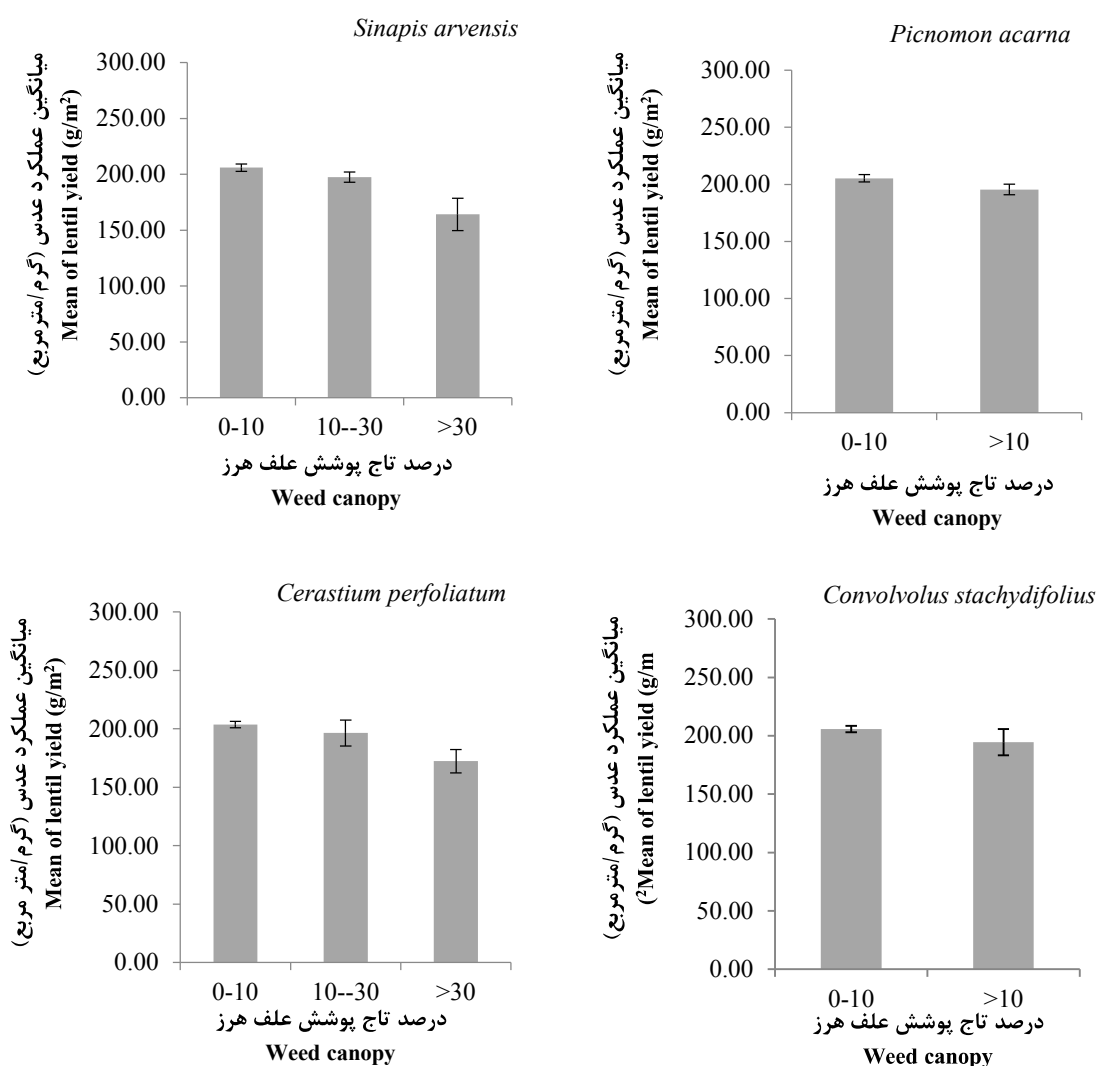 Sinapis arvensis
میانگین عملکرد عدس (گرم/مترمربع)
Mean of lentil yield (g/m²)
300.00
250.00
200.00
150.00
100.00
50.00
0.00
0-10 10--30 >30
درصد تاج پوشش علف هرز
Weed canopy
Picnomon acarna
میانگین عملکرد عدس (گرم/مترمربع)
Mean of lentil yield (g/m²)
300.00
250.00
200.00
150.00
100.00
50.00
0.00
0-10 >10
درصد تاج پوشش علف هرز
Weed canopy
Cerastium perfoliatum
میانگین عملکرد عدس (گرم/متر مربع)
Mean of lentil yield (g/m²)
300.00
250.00
200.00
150.00
100.00
50.00
0.00
0-10 10--30 >30
درصد تاج پوشش علف هرز
Weed canopy
Convolvolus stachydifolius
میانگین عملکرد عدس (گرم/مترمربع)
(²Mean of lentil yield (g/m
300.00
250.00
200.00
150.00
100.00
50.00
0.00
0-10 >10
درصد تاج پوشش علف هرز
Weed canopy